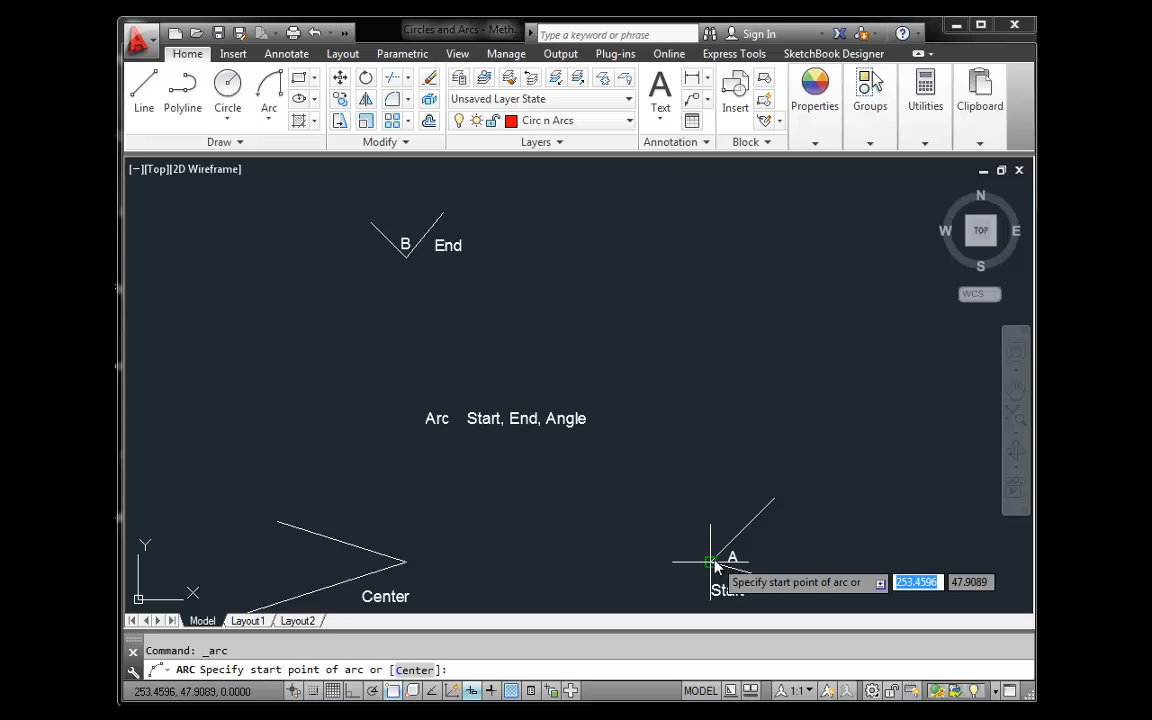 Circles and Arcs - Meth...
Type a keyword or phrase
Sign In
Home Insert Annotate Layout Parametric View Manage Output Plug-ins Online Express Tools SketchBook Designer
Line Polyline Circle Arc
Unsaved Layer State
Circ n Arcs
Text Insert
Properties Groups Utilities Clipboard
Draw Modify Layers Annotation Block
[−][Top][2D Wireframe]
N
W TOP E
S
WCS
B End
Arc Start, End, Angle
A
Start
Center
Y
X
Specify start point of arc or 253.4596 47.9089
Model Layout1 Layout2
Command: _arc
ARC Specify start point of arc or [Center]:
253.4596, 47.9089, 0.0000 MODEL 1:1